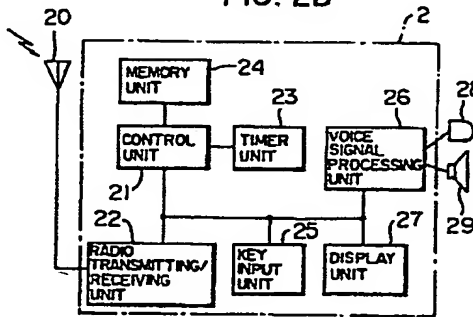 FIG. 2B
20
2
MEMORY
UNIT
24
23
26
28
CONTROL
UNIT
TIMER
UNIT
VOICE
SIGNAL
PROCESSING
UNIT
21
29
22
25
27
RADIO
TRANSMITTING/
RECEIVING
UNIT
KEY
INPUT
UNIT
DISPLAY
UNIT